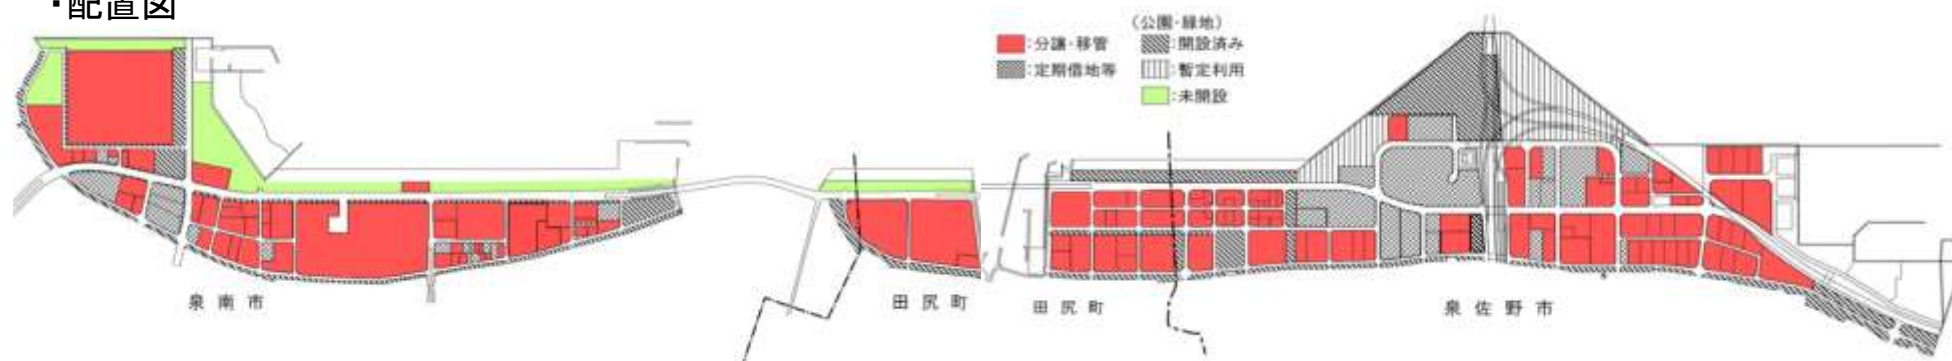 ・配置図
（公園・緑地）
：分譲・移管
：開設済み
：定期借地等
：暫定利用
：未開設
泉南市
田尻町
田尻町
泉佐野市